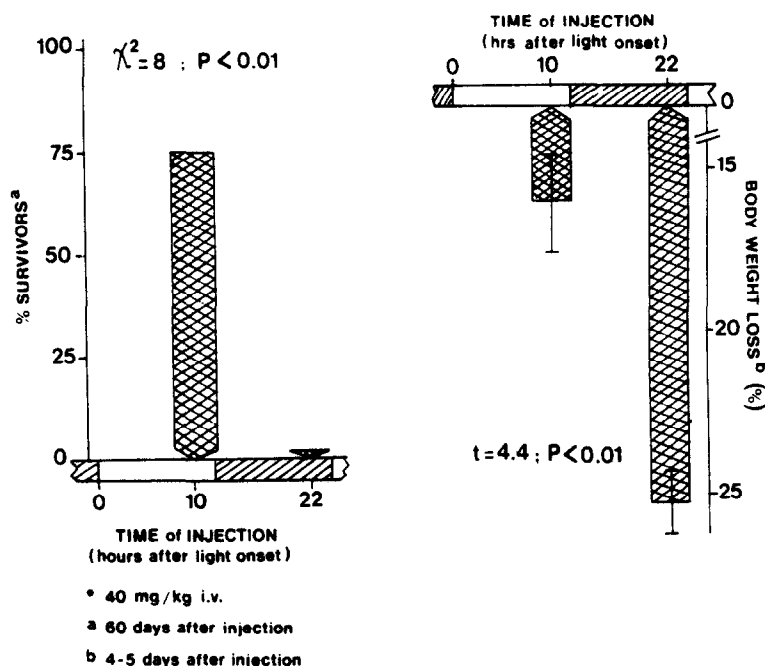 100
χ²=8 ; P<0.01
75
50
25
0
% SURVIVORSᵃ
0 10 22
TIME of INJECTION
(hours after light onset)
* 40 mg/kg i.v.
a 60 days after injection
b 4-5 days after injection
TIME of INJECTION
(hrs after light onset)
0 10 22
0
15
20
25
BODY WEIGHT LOSSᵇ (%)
t=4.4 ; P<0.01